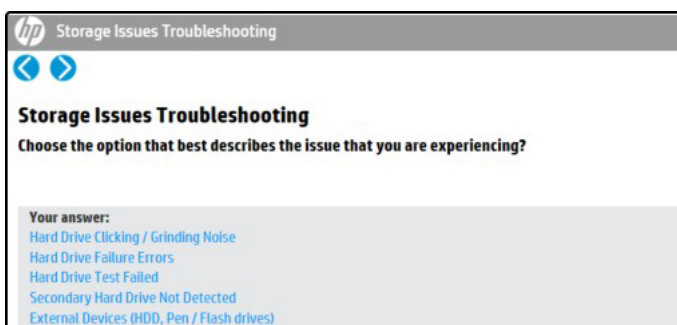 hp Storage Issues Troubleshooting
Storage Issues Troubleshooting
Choose the option that best describes the issue that you are experiencing?
Your answer:
Hard Drive Clicking / Grinding Noise
Hard Drive Failure Errors
Hard Drive Test Failed
Secondary Hard Drive Not Detected
External Devices (HDD, Pen / Flash drives)